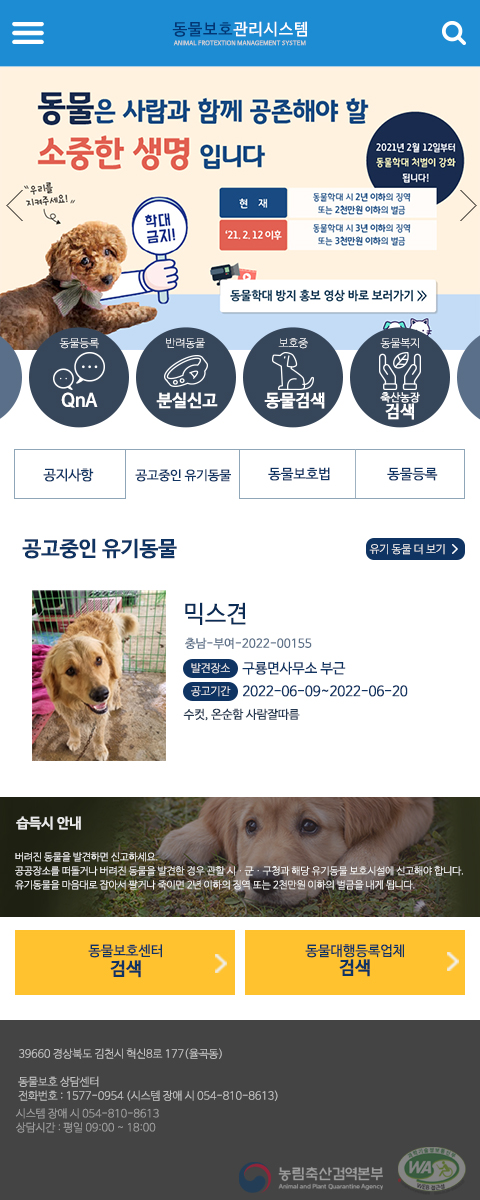 동물보호관리시스템
ANIMAL PROTEXTION MANAGEMENT SYSTEM
동물은 사람과 함께 공존해야 할
소중한 생명 입니다
2021년 2월 12일부터
동물학대 처벌이 강화
됩니다!
"우리를
지켜주세요!"
학대
금지!
현 재
동물학대 시 2년 이하의 징역
또는 2천만원 이하의 벌금
'21. 2. 12 이후
동물학대 시 3년 이하의 징역
또는 3천만원 이하의 벌금
동물학대 방지 홍보 영상 바로 보러가기
동물등록
QnA
반려동물
분실신고
보호중
동물검색
동물복지
축산농장
검색
공지사항
공고중인 유기동물
동물보호법
동물등록
공고중인 유기동물
유기 동물 더 보기
믹스견
충남-부여-2022-00155
발견장소 구룡면사무소 부근
공고기간 2022-06-09~2022-06-20
수컷, 온순함 사람잘따름
습득시 안내
버려진 동물을 발견하면 신고하세요.
공공장소를 떠돌거나 버려진 동물을 발견한 경우 관할 시ㆍ군ㆍ구청과 해당 유기동물 보호시설에 신고해야 합니다.
유기동물을 마음대로 잡아서 팔거나 죽이면 2년 이하의 징역 또는 2천만원 이하의 벌금을 내게 됩니다.
동물보호센터
검색
동물대행등록업체
검색
39660 경상북도 김천시 혁신8로 177(율곡동)
동물보호 상담센터
전화번호 : 1577-0954 (시스템 장애 시 054-810-8613)
시스템 장애 시 054-810-8613
상담시간 : 평일 09:00 ~ 18:00
농림축산검역본부
Animal and Plant Quarantine Agency
WA